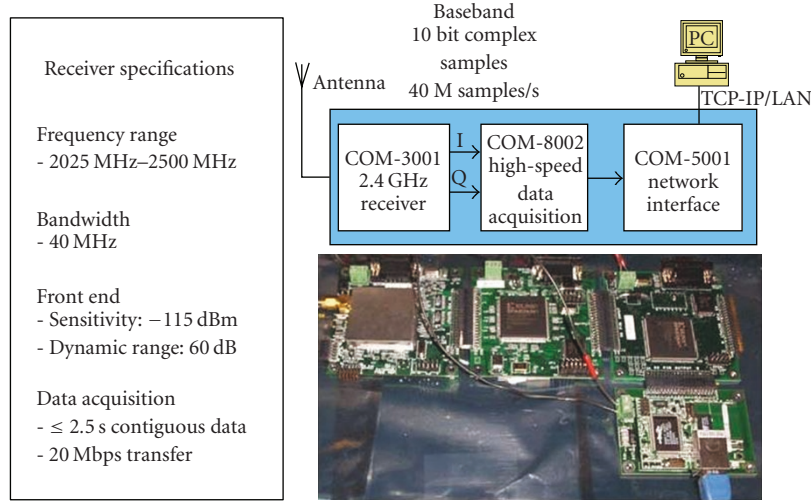 Receiver specifications
Frequency range
- 2025 MHz–2500 MHz
Bandwidth
- 40 MHz
Front end
- Sensitivity: −115 dBm
- Dynamic range: 60 dB
Data acquisition
- ≤ 2.5 s contiguous data
- 20 Mbps transfer
Baseband
10 bit complex
samples
40 M samples/s
Antenna
PC
TCP-IP/LAN
COM-3001
2.4 GHz
receiver
I
Q
COM-8002
high-speed
data
acquisition
COM-5001
network
interface